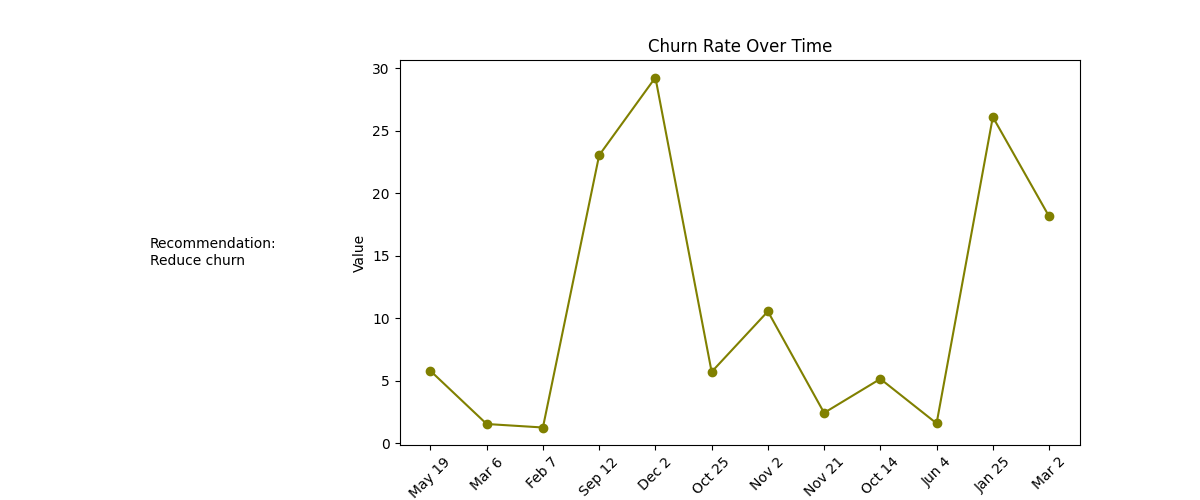 Churn Rate Over Time
Recommendation:
Reduce churn
Value
30
25
20
15
10
5
0
May 19
Mar 6
Feb 7
Sep 12
Dec 2
Oct 25
Nov 2
Nov 21
Oct 14
Jun 4
Jan 25
Mar 2